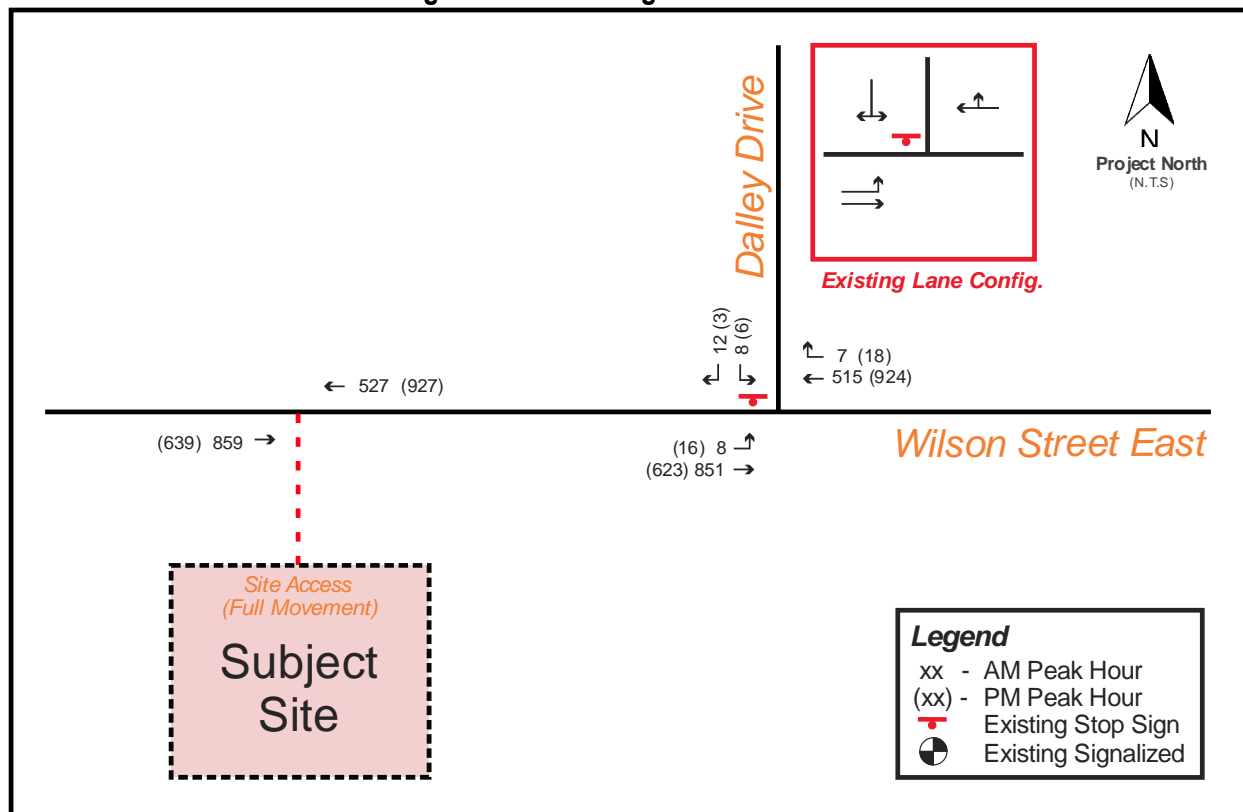 Dalley Drive
Existing Lane Config.
N
Project North
(N.T.S)
12 (3)
8 (6)
7 (18)
515 (924)
527 (927)
(639) 859
(16) 8
(623) 851
Wilson Street East
Site Access
(Full Movement)
Subject
Site
Legend
xx - AM Peak Hour
(xx) - PM Peak Hour
Existing Stop Sign
Existing Signalized